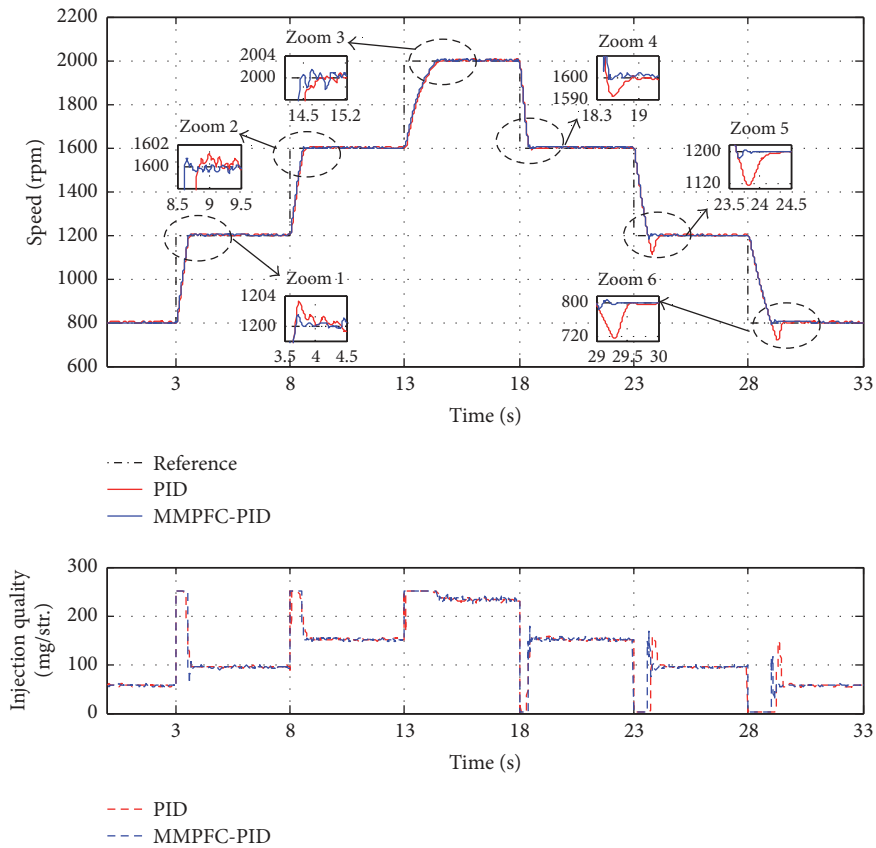 2200
2000
1800
1600
1400
1200
1000
800
600
Speed (rpm)
Zoom 3
2004
2000
14.5 15.2
Zoom 4
1600
1590
18.3 19
Zoom 2
1602
1600
8.5 9 9.5
Zoom 5
1200
1120
23.5 24 24.5
Zoom 1
1204
1200
3.5 4 4.5
Zoom 6
800
720
29 29.5 30
3 8 13 18 23 28 33
Time (s)
Reference
PID
MMPFC-PID
300
200
100
0
Injection quality
(mg/str.)
3 8 13 18 23 28 33
Time (s)
PID
MMPFC-PID